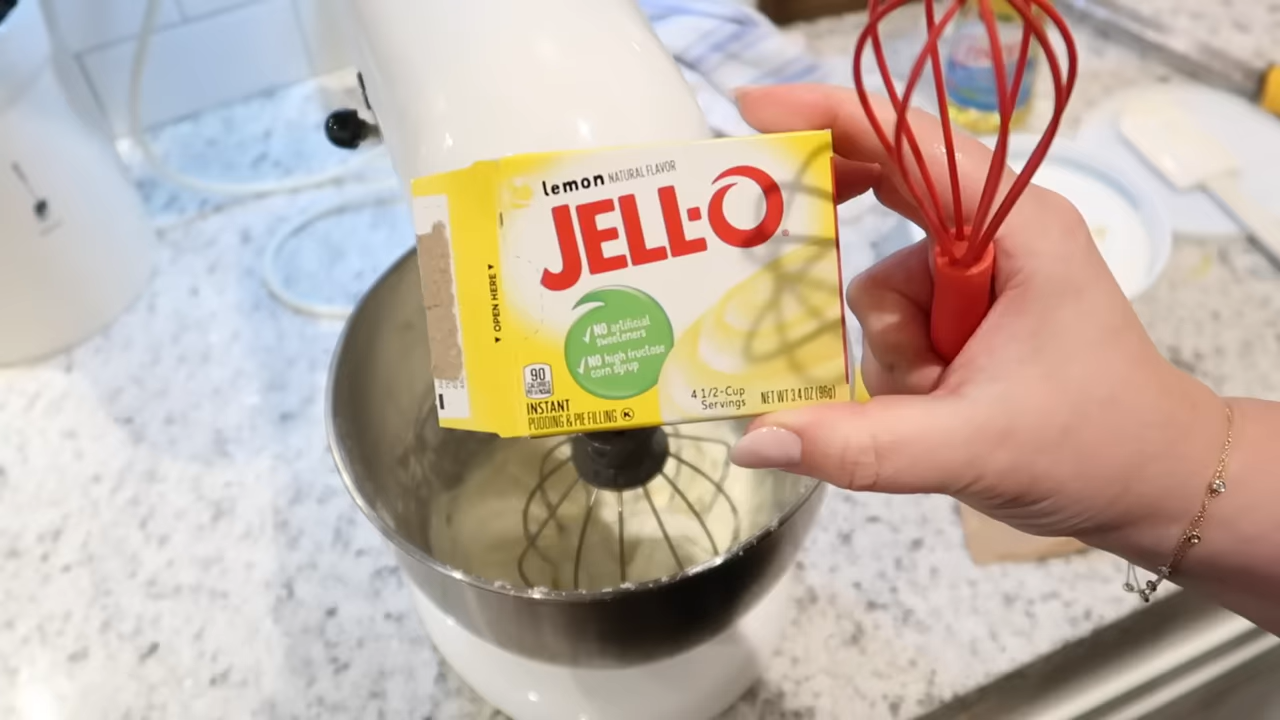 lemon NATURAL FLAVOR
JELL-O®
▲ OPEN HERE ▲
✓NO artificial
sweeteners
✓NO high fructose
corn syrup
90
CALORIES
INSTANT
PUDDING & PIE FILLING K
4 1/2-Cup
Servings
NET WT 3.4 OZ (96g)